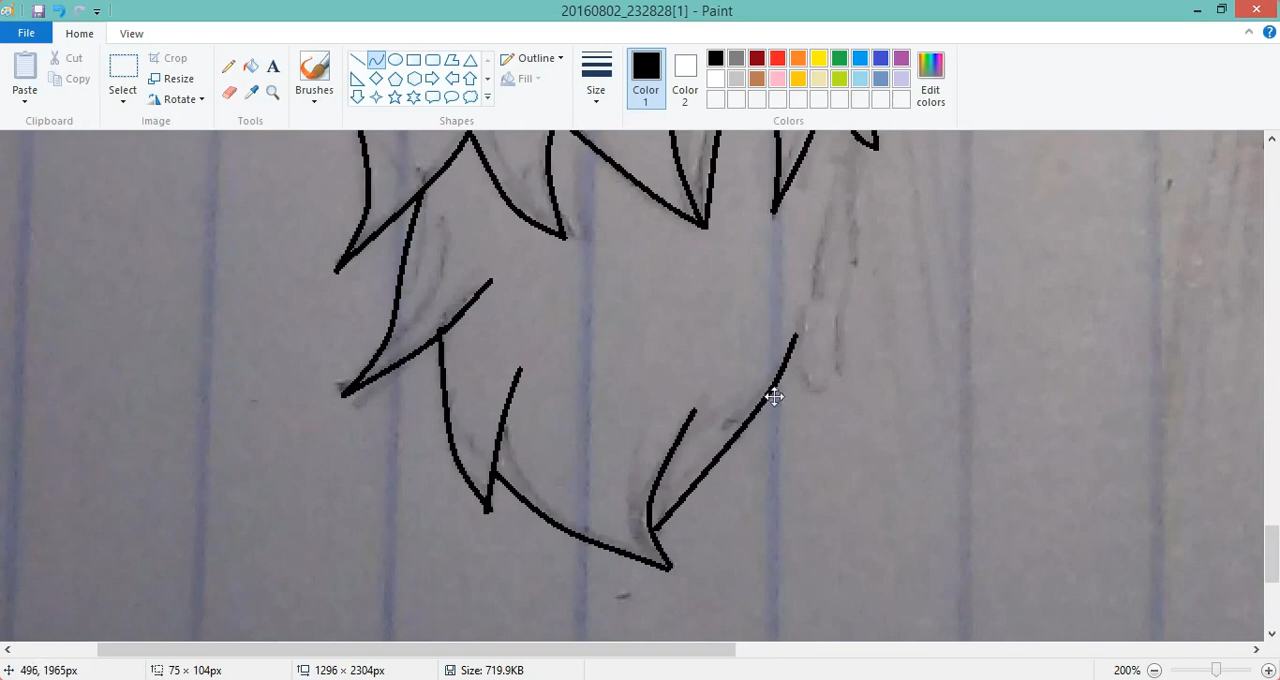 20160802_232828[1] - Paint
File Home View
Paste Cut Copy
Clipboard
Select Crop Resize Rotate
Image
A
Tools
Brushes
Outline Fill
Shapes
Size
Color 1
Color 2
Edit colors
Colors
496, 1965px 75 × 104px 1296 × 2304px Size: 719.9KB 200%